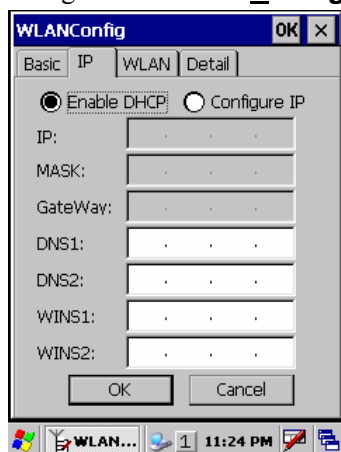 WLANConfig OK ×
Basic IP WLAN Detail
Enable DHCP Configure IP
IP:
MASK:
GateWay:
DNS1:
DNS2:
WINS1:
WINS2:
OK Cancel
WLAN... 1 11:24 PM